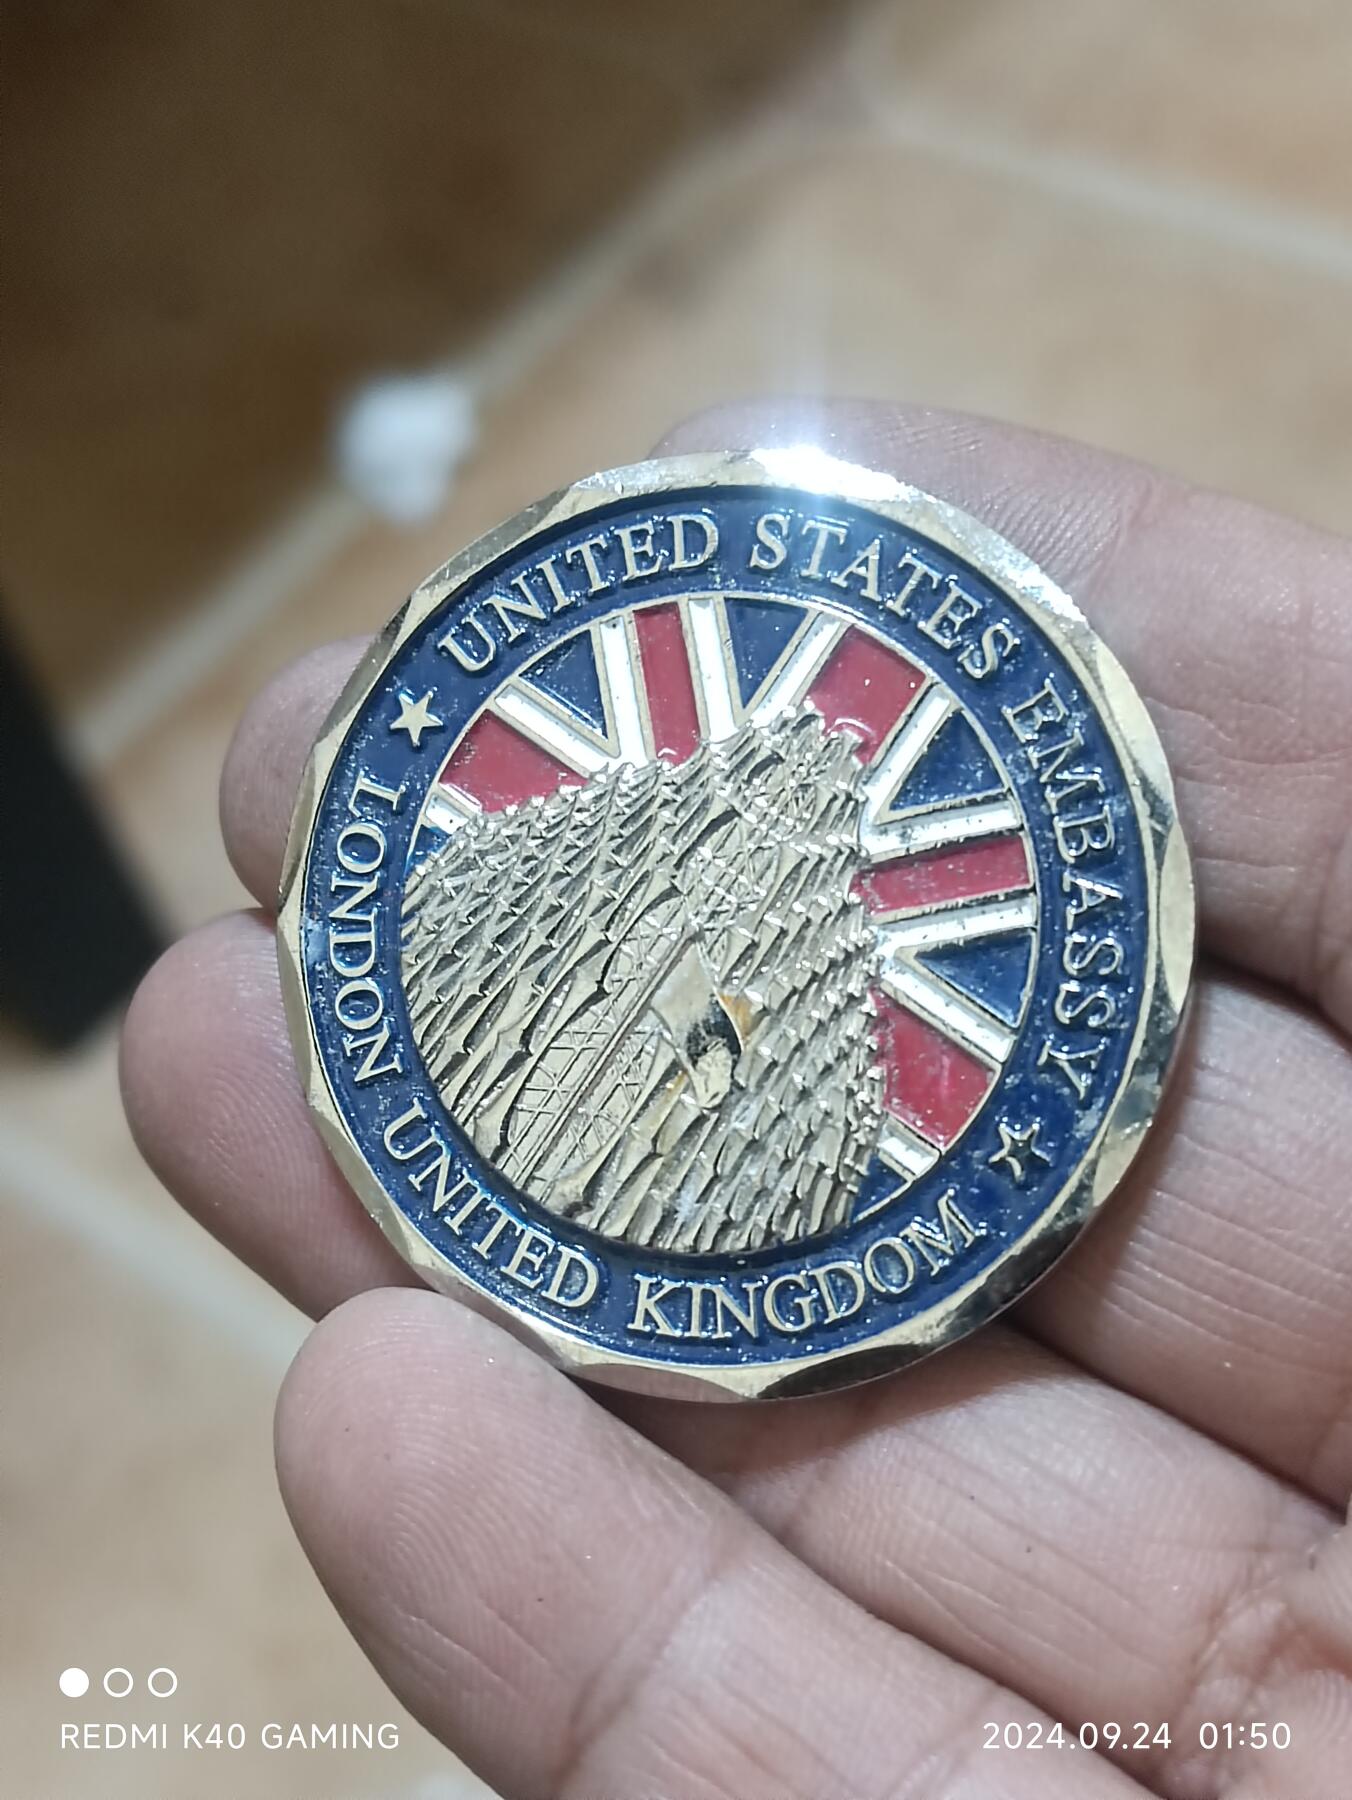 UNITED STATES EMBASSY
LONDON UNITED KINGDOM
REDMI K40 GAMING
2024.09.24 01:50